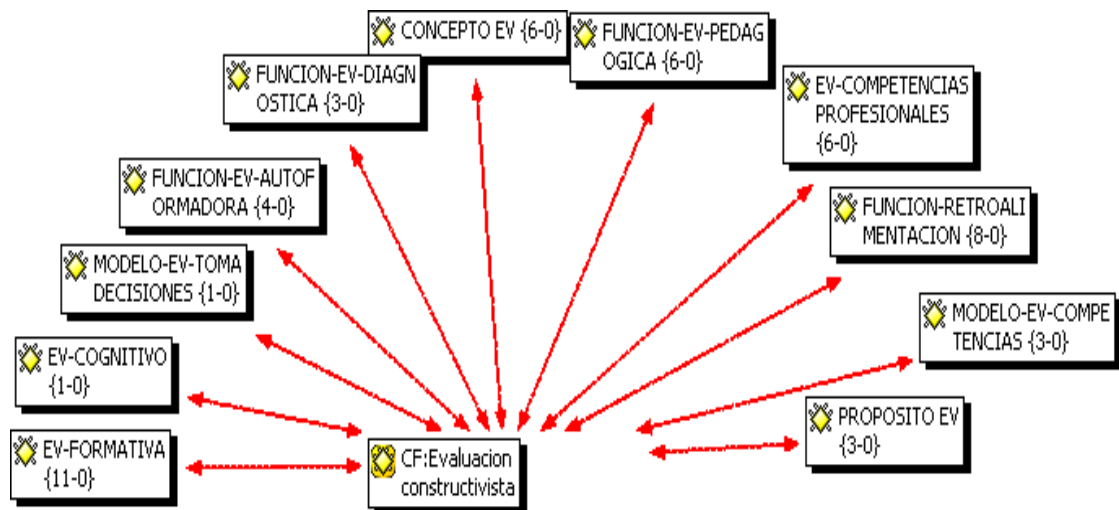 CONCEPTO EV {6-0}
FUNCION-EV-PEDAG
OGICA {6-0}
FUNCION-EV-DIAGN
OSTICA {3-0}
EV-COMPETENCIAS
PROFESIONALES
{6-0}
FUNCION-EV-AUTOF
ORMADORA {4-0}
FUNCION-RETROALI
MENTACION {8-0}
MODELO-EV-TOMA
DECISIONES {1-0}
MODELO-EV-COMPE
TENCIAS {3-0}
EV-COGNITIVO
{1-0}
PROPOSITO EV
{3-0}
EV-FORMATIVA
{11-0}
CF:Evaluacion
constructivista